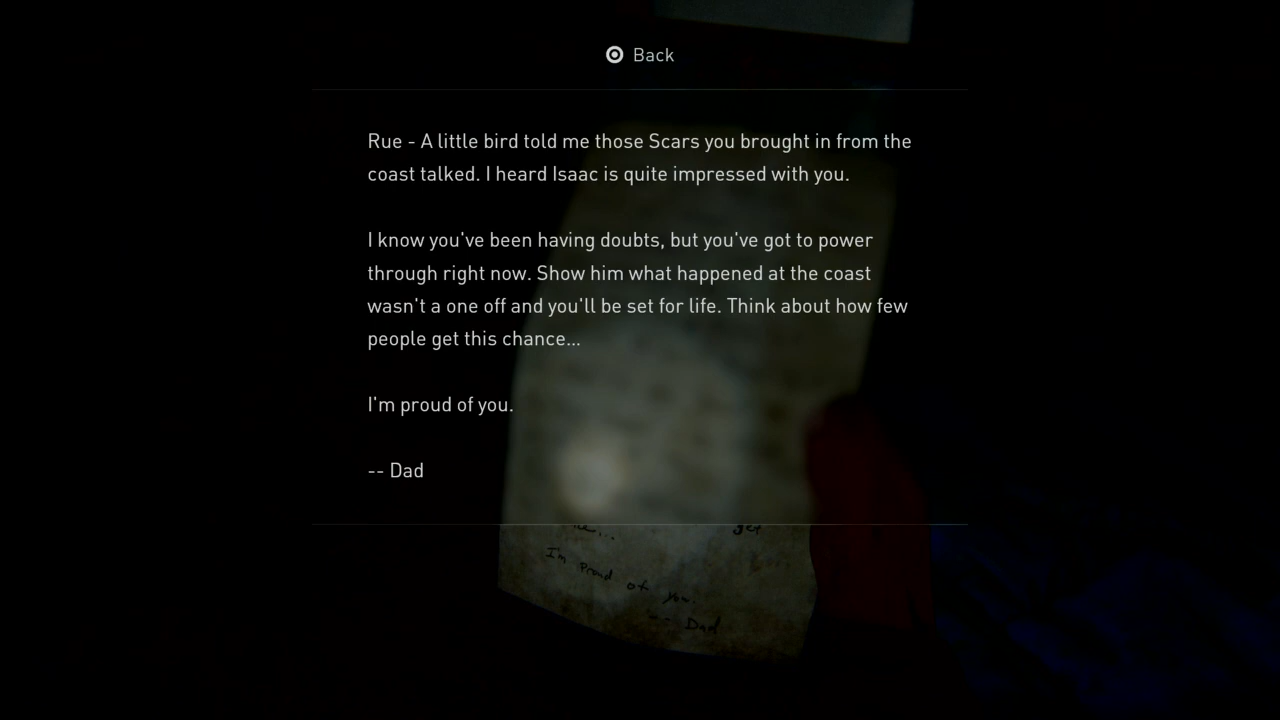 Back
Rue - A little bird told me those Scars you brought in from the
coast talked. I heard Isaac is quite impressed with you.
I know you've been having doubts, but you've got to power
through right now. Show him what happened at the coast
wasn't a one off and you'll be set for life. Think about how few
people get this chance...
I'm proud of you.
-- Dad
get
I'm proud of you.
-- Dad